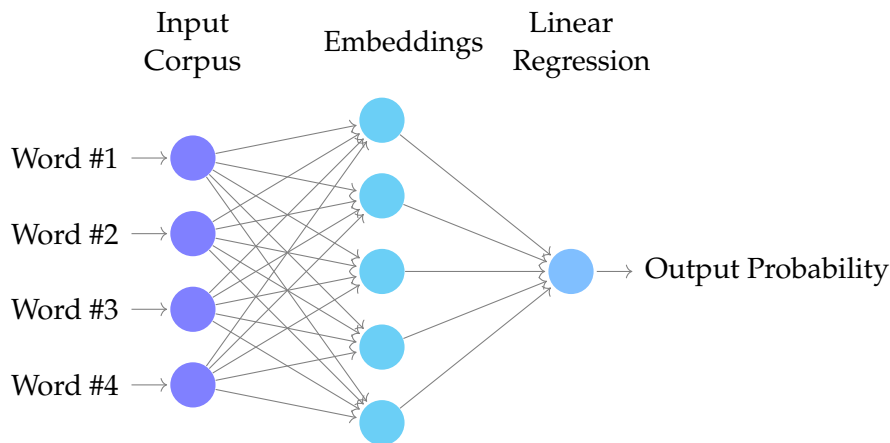 Input
Corpus
Embeddings
Linear
Regression
Word #1
Word #2
Word #3
Word #4
Output Probability